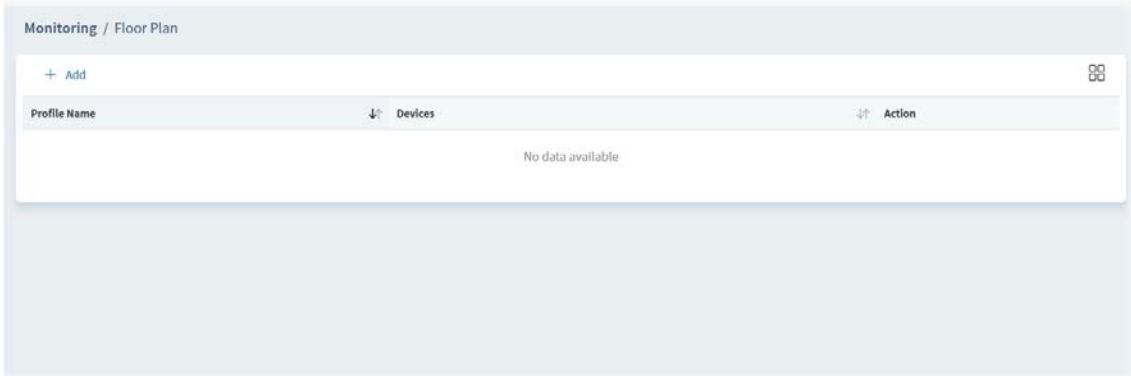 Monitoring / Floor Plan
+ Add
Profile Name Devices Action
No data available